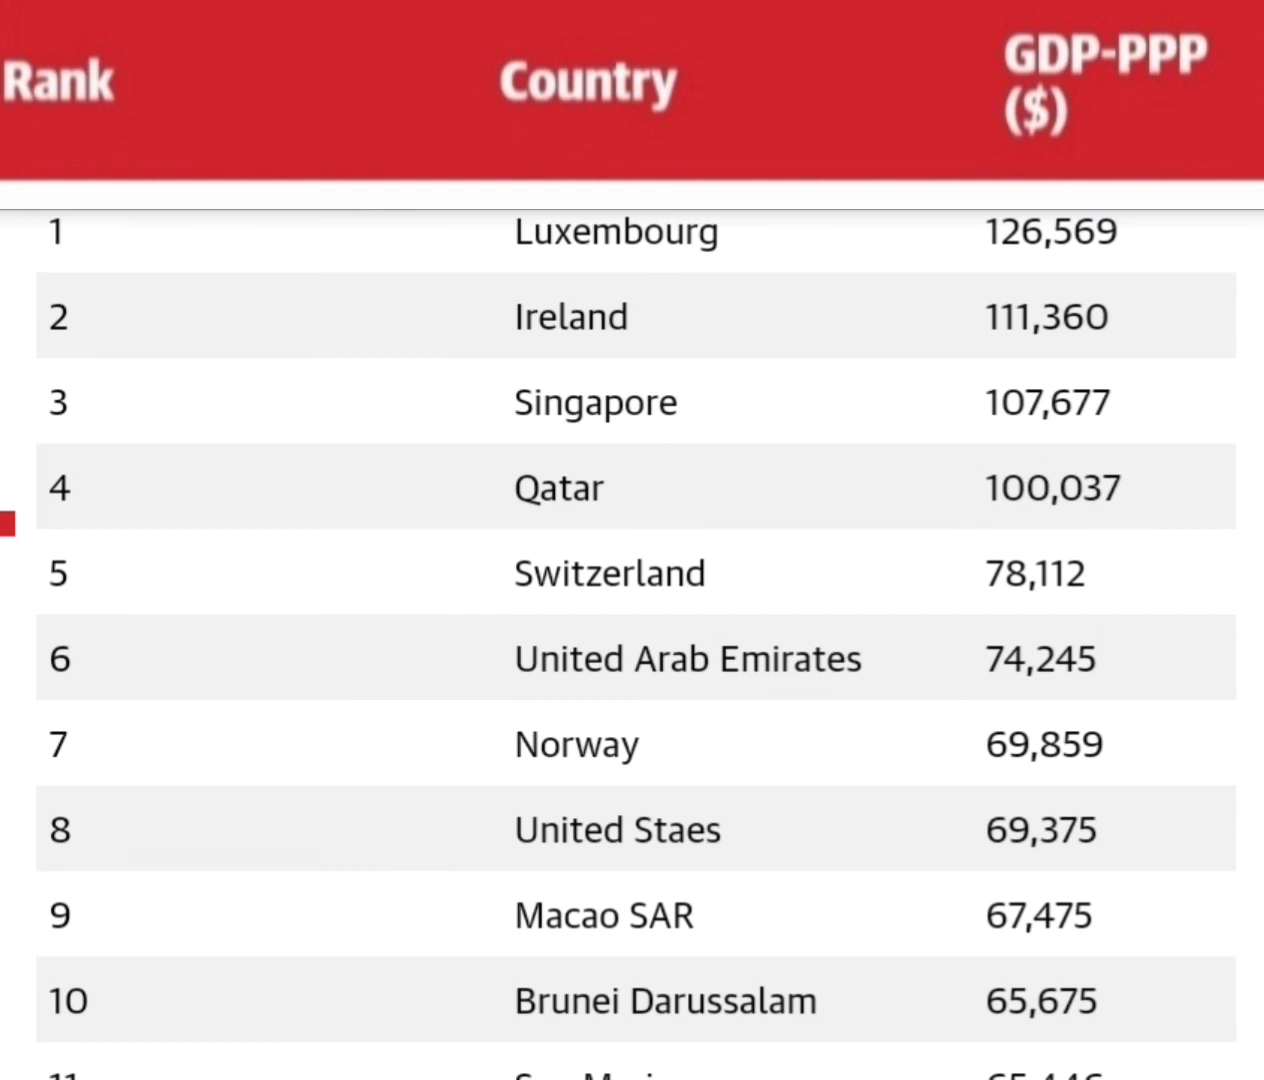 Rank Country GDP-PPP ($)
1 Luxembourg 126,569
2 Ireland 111,360
3 Singapore 107,677
4 Qatar 100,037
5 Switzerland 78,112
6 United Arab Emirates 74,245
7 Norway 69,859
8 United Staes 69,375
9 Macao SAR 67,475
10 Brunei Darussalam 65,675
11